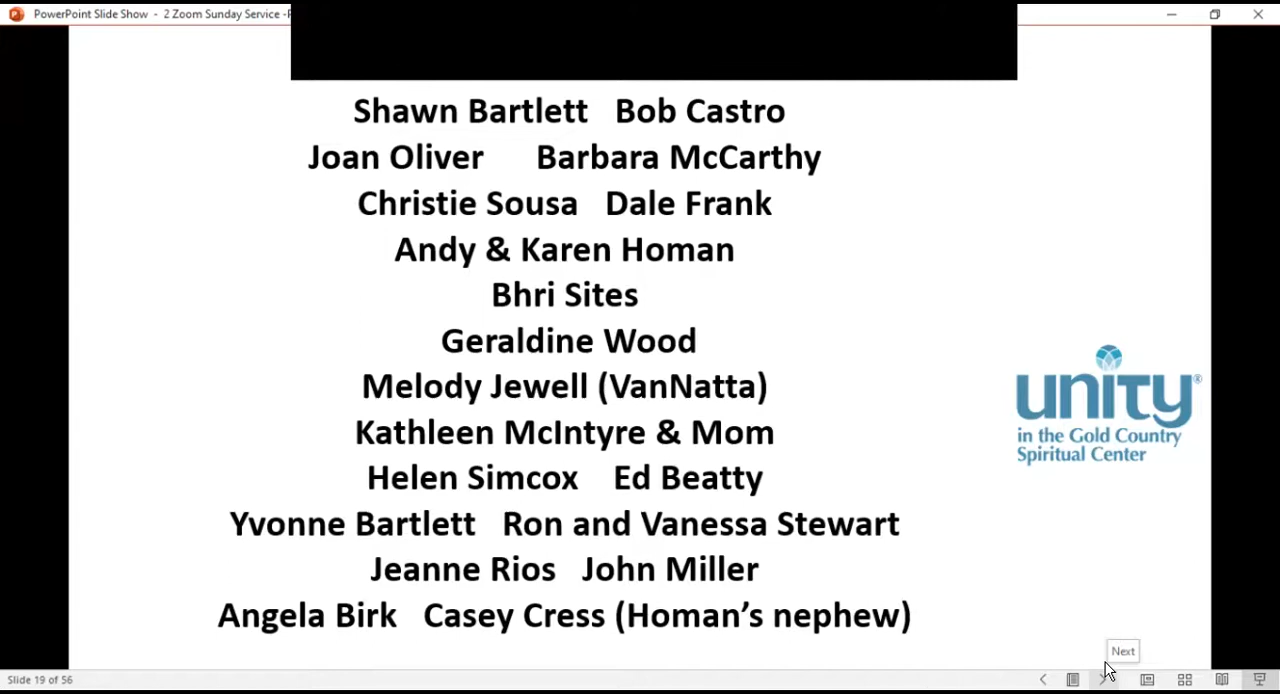 PowerPoint Slide Show - 2 Zoom Sunday Service -
Shawn Bartlett Bob Castro
Joan Oliver Barbara McCarthy
Christie Sousa Dale Frank
Andy & Karen Homan
Bhri Sites
Geraldine Wood
Melody Jewell (VanNatta)
Kathleen McIntyre & Mom
Helen Simcox Ed Beatty
Yvonne Bartlett Ron and Vanessa Stewart
Jeanne Rios John Miller
Angela Birk Casey Cress (Homan’s nephew)
unity®
in the Gold Country
Spiritual Center
Next
Slide 19 of 56